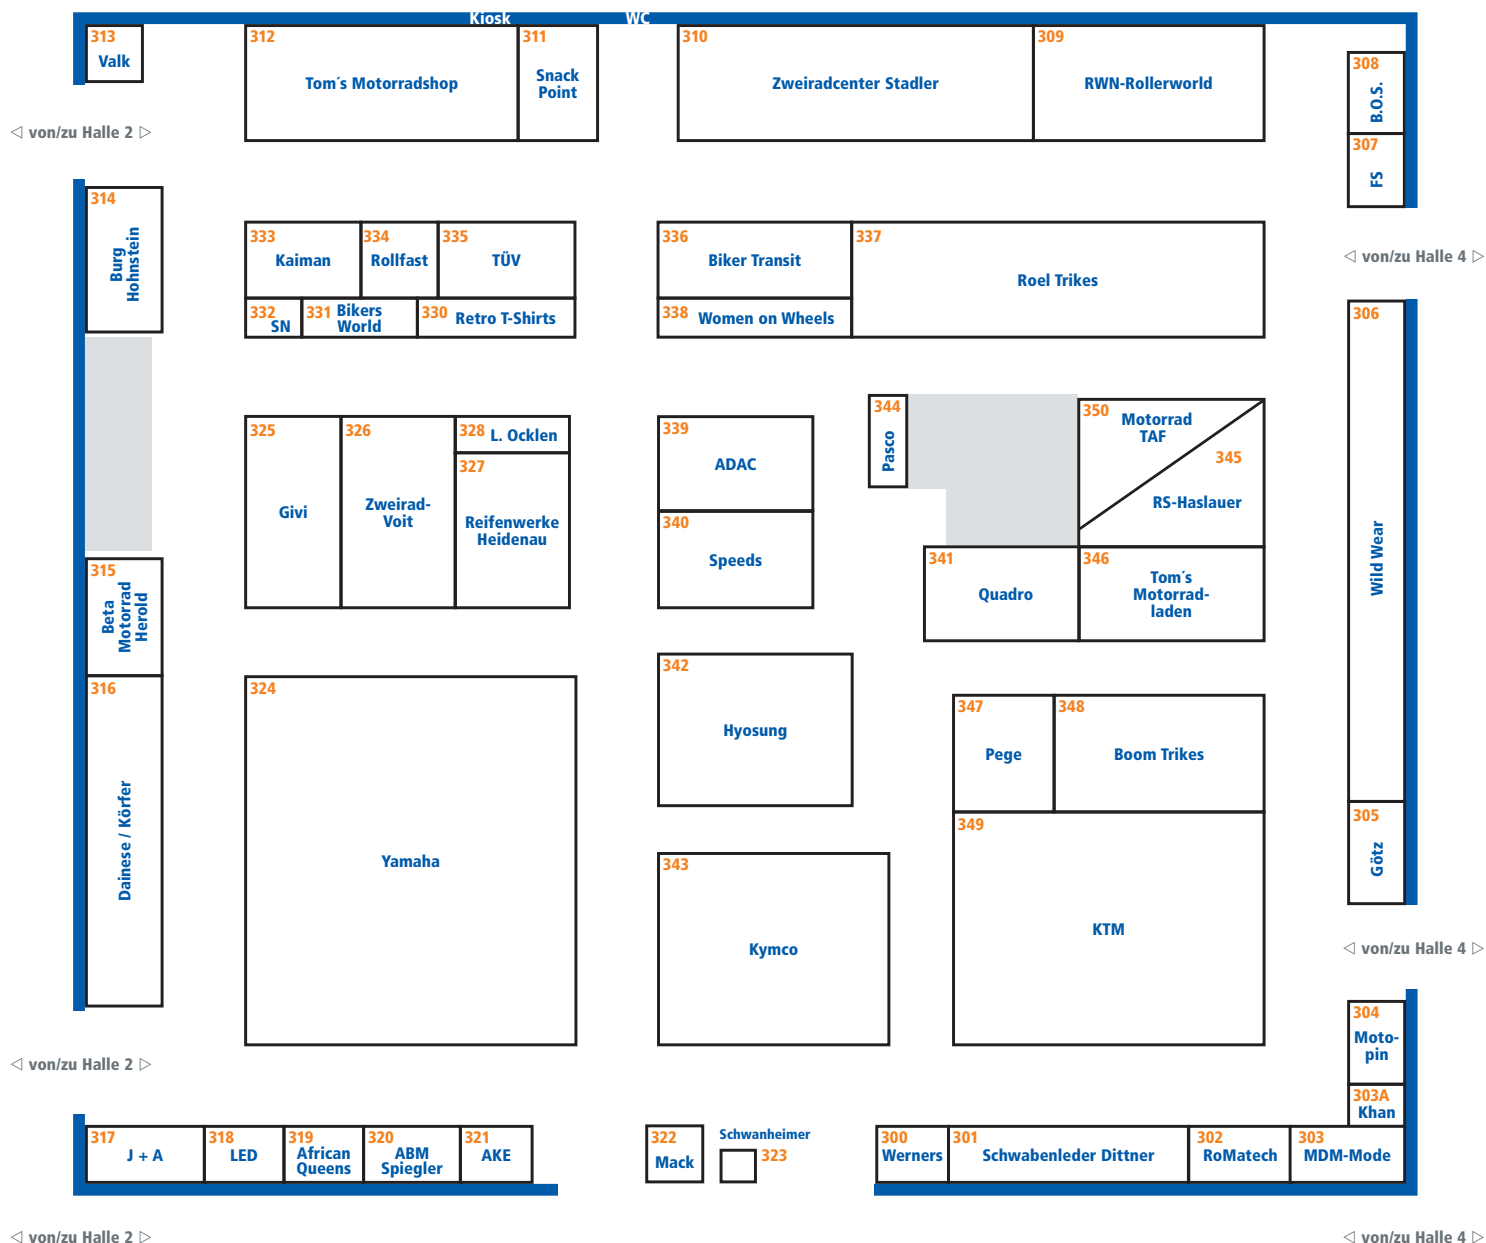 Kiosk
WC
313
Valk
312
Tom´s Motorradshop
311
Snack
Point
310
Zweiradcenter Stadler
309
RWN-Rollerworld
308
B.O.S.
307
FS
◁ von/zu Halle 2 ▷
314
Burg
Hohnstein
333
Kaiman
334
Rollfast
335
TÜV
332
SN
331
Bikers
World
330
Retro T-Shirts
336
Biker Transit
337
Roel Trikes
338
Women on Wheels
◁ von/zu Halle 4 ▷
306
Wild Wear
325
Givi
326
Zweirad-
Voit
328
L. Ocklen
327
Reifenwerke
Heidenau
339
ADAC
340
Speeds
344
Pasco
350
Motorrad
TAF
345
RS-Haslauer
341
Quadro
346
Tom´s
Motorrad-
laden
315
Beta
Motorrad
Herold
316
Dainese / Körfer
324
Yamaha
342
Hyosung
347
Pege
348
Boom Trikes
305
Götz
343
Kymco
349
KTM
◁ von/zu Halle 4 ▷
304
Moto-
pin
303A
Khan
◁ von/zu Halle 2 ▷
317
J + A
318
LED
319
African
Queens
320
ABM
Spiegler
321
AKE
322
Mack
Schwanheimer
323
300
Werners
301
Schwabenleder Dittner
302
RoMatech
303
MDM-Mode
◁ von/zu Halle 2 ▷
◁ von/zu Halle 4 ▷